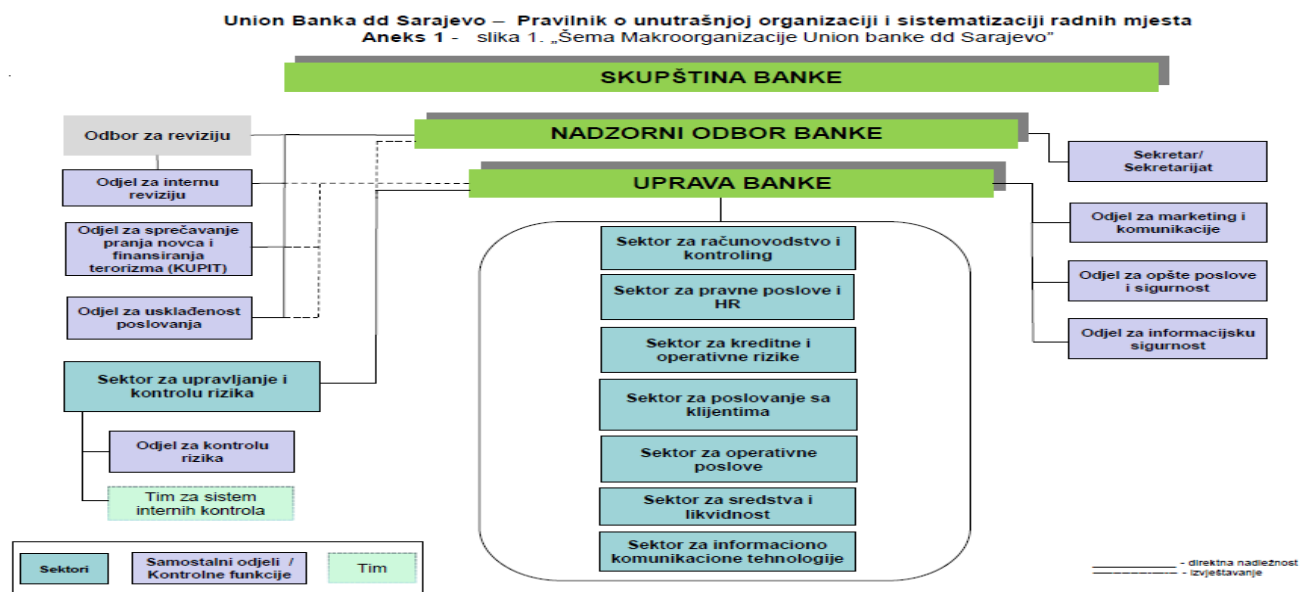 Union Banka dd Sarajevo – Pravilnik o unutrašnjoj organizaciji i sistematizaciji radnih mjesta
Aneks 1 - slika 1. „Šema Makroorganizacije Union banke dd Sarajevo"
SKUPŠTINA BANKE
Odbor za reviziju
NADZORNI ODBOR BANKE
Sekretar/
Sekretarijat
Odjel za internu
reviziju
UPRAVA BANKE
Odjel za sprečavanje
pranja novca i
finansiranja
terorizma (KUPIT)
Odjel za usklađenost
poslovanja
Sektor za upravljanje i
kontrolu rizika
Odjel za kontrolu
rizika
Tim za sistem
internih kontrola
Sektor za računovodstvo i
kontroling
Sektor za pravne poslove i
HR
Sektor za kreditne i
operativne rizike
Sektor za poslovanje sa
klijentima
Sektor za operativne
poslove
Sektor za sredstva i
likvidnost
Sektor za informaciono
komunikacione tehnologije
Odjel za marketing i
komunikacije
Odjel za opšte poslove
i sigurnost
Odjel za informacijsku
sigurnost
Sektori
Samostalni odjeli /
Kontrolne funkcije
Tim
- direktna nadležnost
- izvještavanje